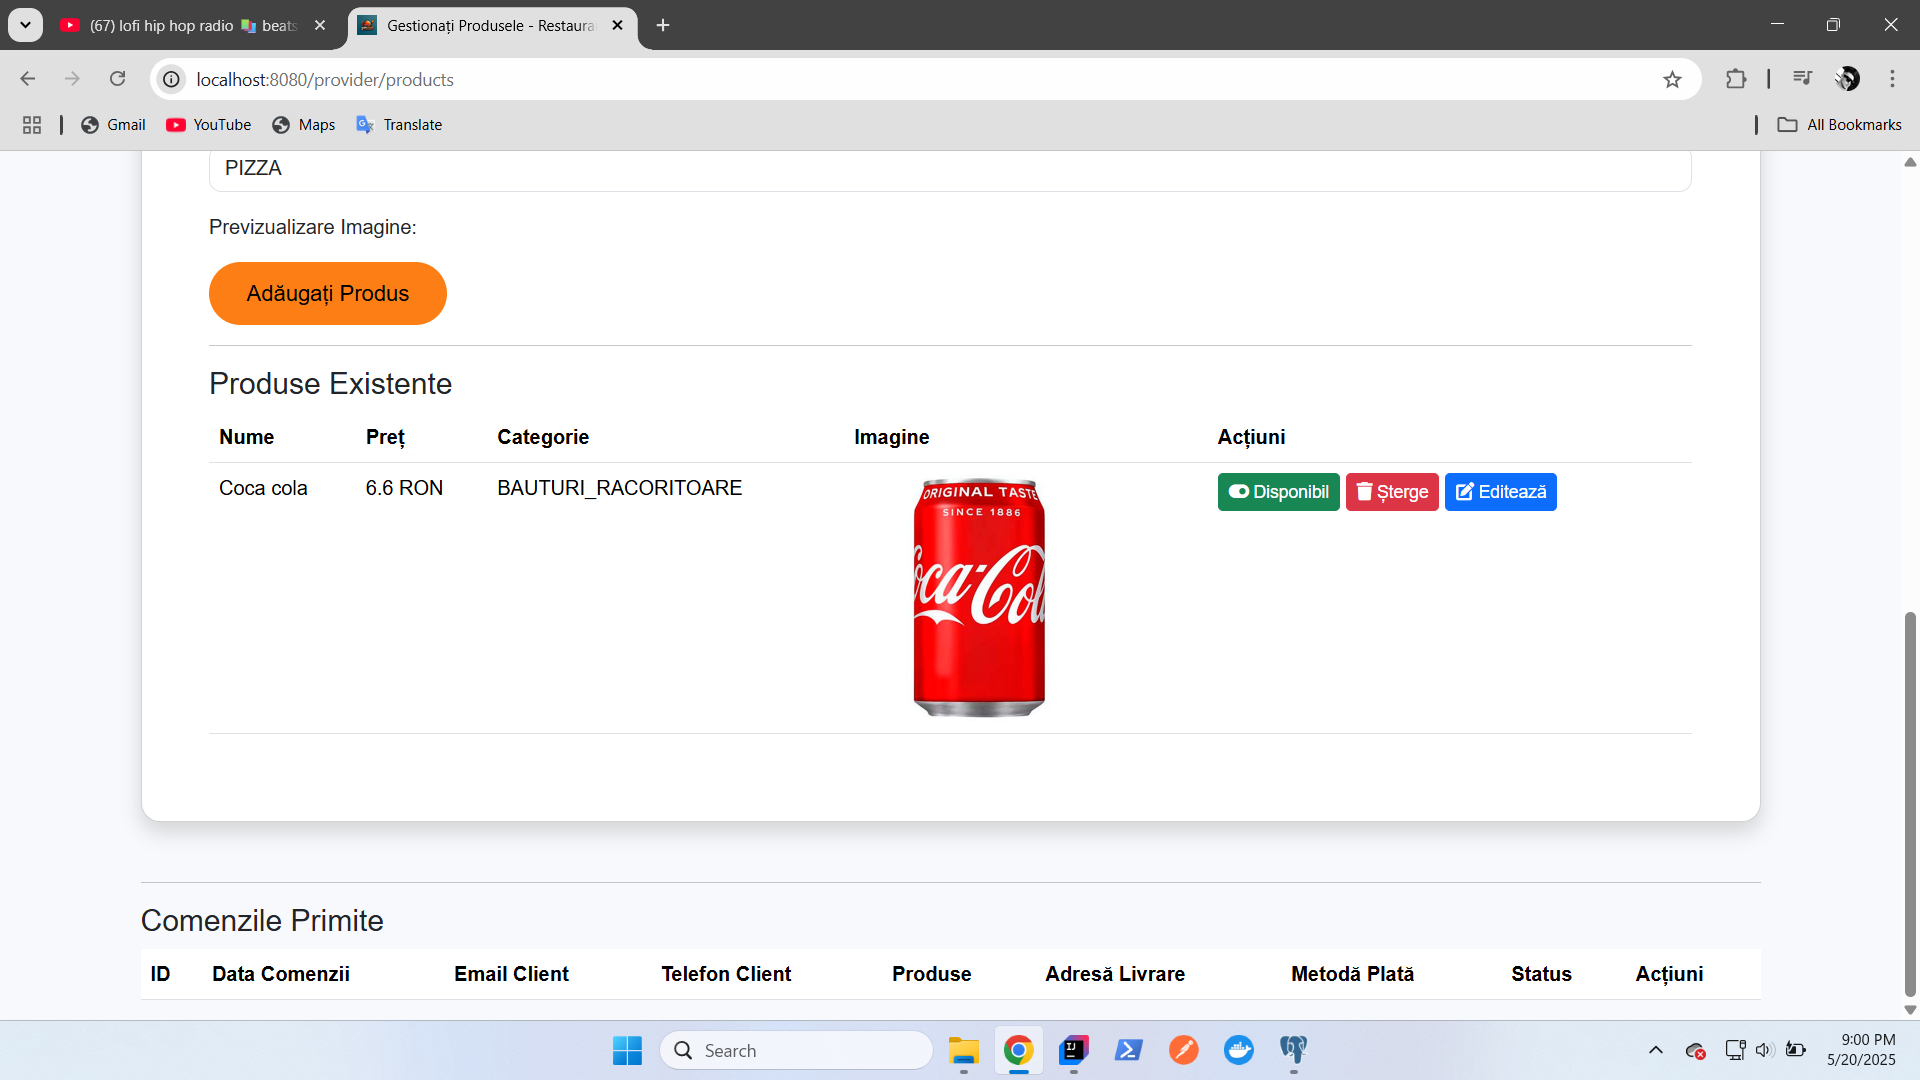 (67) lofi hip hop radio 📚 beats
Gestionați Produsele - Restaura
localhost:8080/provider/products
Gmail
YouTube
Maps
Translate
All Bookmarks
PIZZA
Previzualizare Imagine:
Adăugați Produs
Produse Existente
Nume Preț Categorie Imagine Acțiuni
Coca cola 6.6 RON BAUTURI_RACORITOARE Disponibil Șterge Editează
ORIGINAL TASTE
SINCE 1886
Coca-Cola
Comenzile Primite
ID Data Comenzii Email Client Telefon Client Produse Adresă Livrare Metodă Plată Status Acțiuni
Search
9:00 PM
5/20/2025